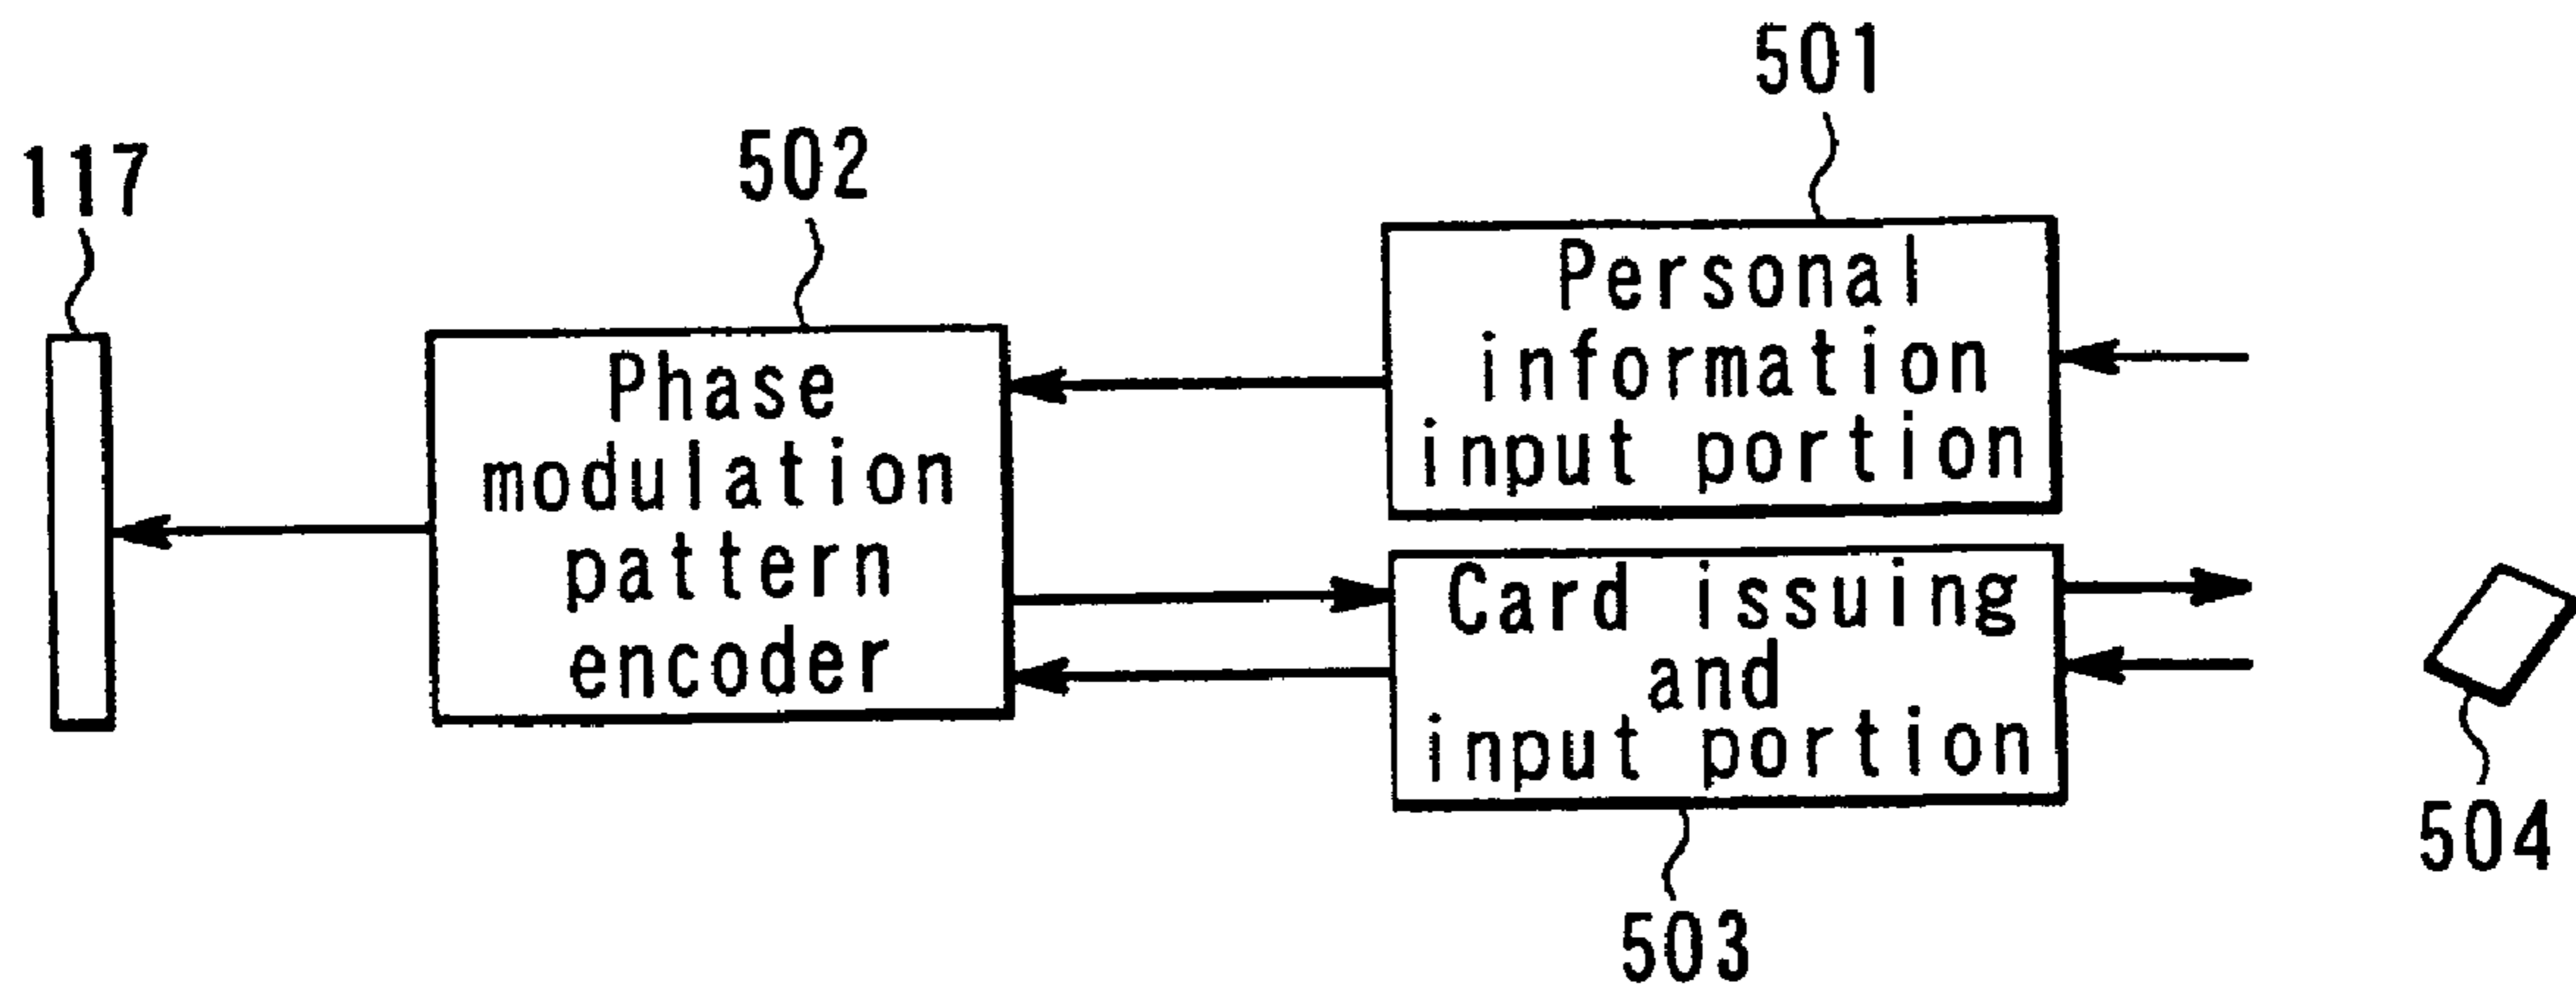 501
502
117
Personal
information
input portion
Phase
modulation
pattern
encoder
Card issuing
and
input portion
504
503